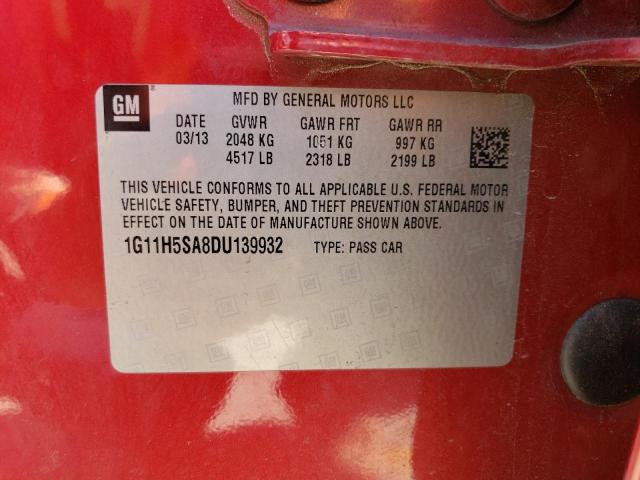 GM
MFD BY GENERAL MOTORS LLC
DATE GVWR GAWR FRT GAWR RR
03/13 2048 KG 1051 KG 997 KG
4517 LB 2318 LB 2199 LB
THIS VEHICLE CONFORMS TO ALL APPLICABLE U.S. FEDERAL MOTOR
VEHICLE SAFETY, BUMPER, AND THEFT PREVENTION STANDARDS IN
EFFECT ON THE DATE OF MANUFACTURE SHOWN ABOVE.
1G11H5SA8DU139932 TYPE: PASS CAR